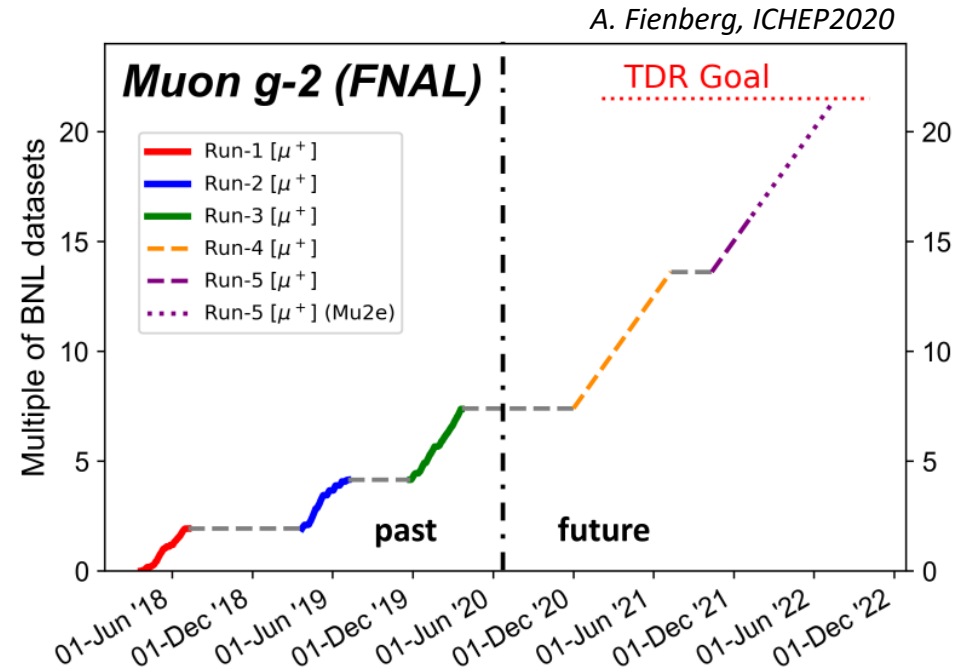 A. Fienberg, ICHEP2020
Muon g-2 (FNAL)
TDR Goal
Multiple of BNL datasets
20
15
10
5
0
Run-1 [μ⁺]
Run-2 [μ⁺]
Run-3 [μ⁺]
Run-4 [μ⁺]
Run-5 [μ⁺]
Run-5 [μ⁺] (Mu2e)
past
future
20
15
10
5
0
01-Jun '18
01-Dec '18
01-Jun '19
01-Dec '19
01-Jun '20
01-Dec '20
01-Jun '21
01-Dec '21
01-Jun '22
01-Dec '22